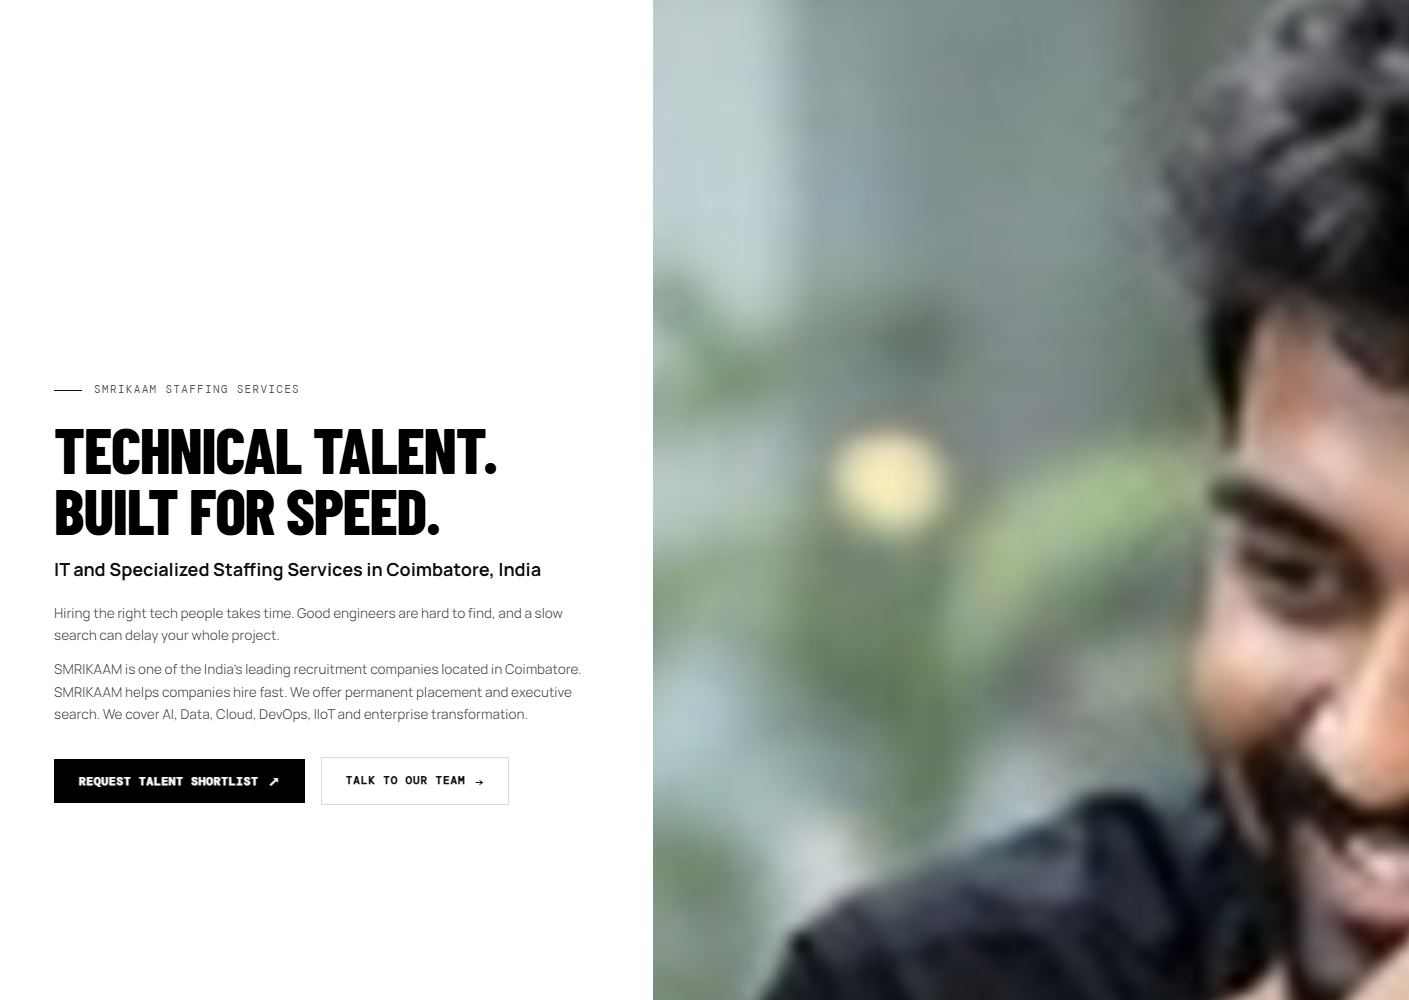 SMRIKAAM STAFFING SERVICES
TECHNICAL TALENT.
BUILT FOR SPEED.
IT and Specialized Staffing Services in Coimbatore, India
Hiring the right tech people takes time. Good engineers are hard to find, and a slow
search can delay your whole project.
SMRIKAAM is one of the India's leading recruitment companies located in Coimbatore.
SMRIKAAM helps companies hire fast. We offer permanent placement and executive
search. We cover AI, Data, Cloud, DevOps, IIoT and enterprise transformation.
REQUEST TALENT SHORTLIST ↗
TALK TO OUR TEAM →